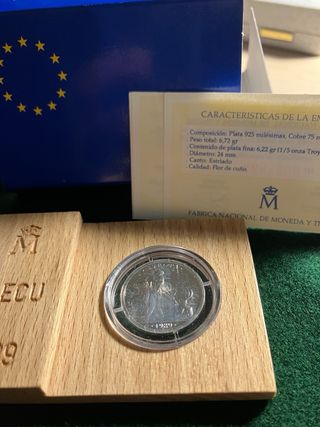 CARACTERISTICAS DE LA EM
Composición: Plata 925 milésimas, Cobre 75 m
Peso total: 6,72 gr
Contenido de plata fina: 6,22 gr (1/5 onza Troy
Diámetro: 24 mm
Canto: Estriado
Calidad: Flor de cuño
M
FABRICA NACIONAL DE MONEDA Y T
M
ECU
9
1989